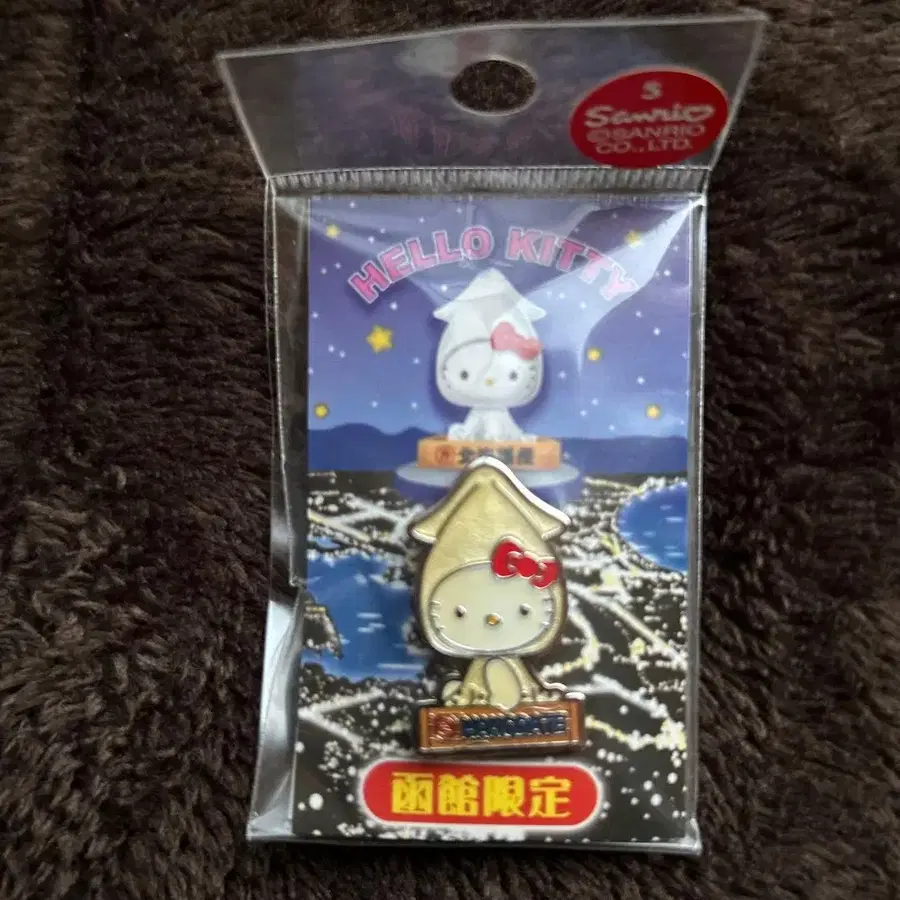 S
Sanrio
©SANRIO
CO.,LTD.
HELLO KITTY
HAKODATE
函館限定